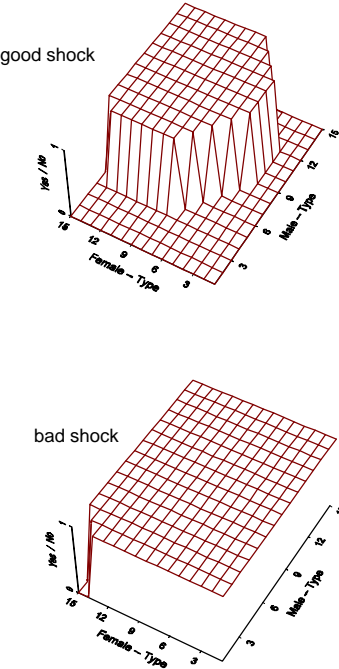 good shock
Yes / No
1
0
15
12
9
6
3
Female – Type
3
6
9
12
15
Male – Type
bad shock
Yes / No
1
0
15
12
9
6
3
Female – Type
3
6
9
12
Male – Type